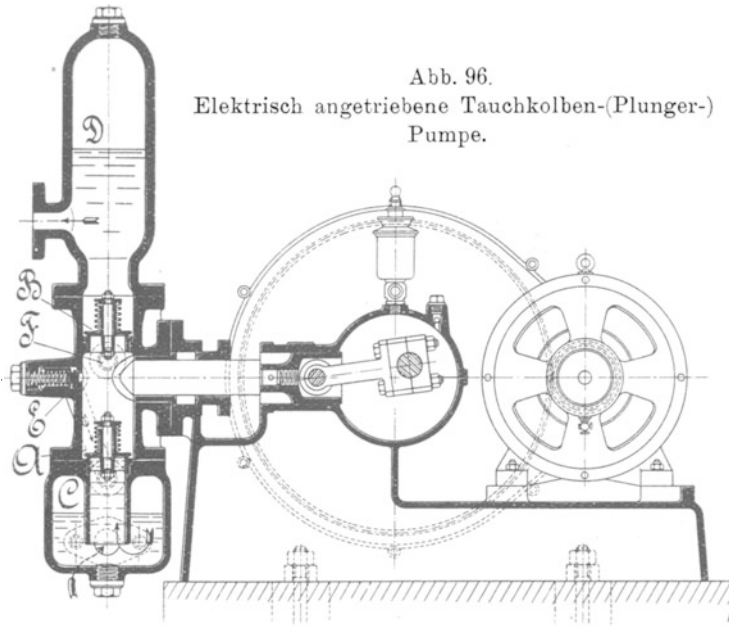 Abb. 96.
Elektrisch angetriebene Tauchkolben-(Plunger-)
Pumpe.
D
B
F
E
A
C